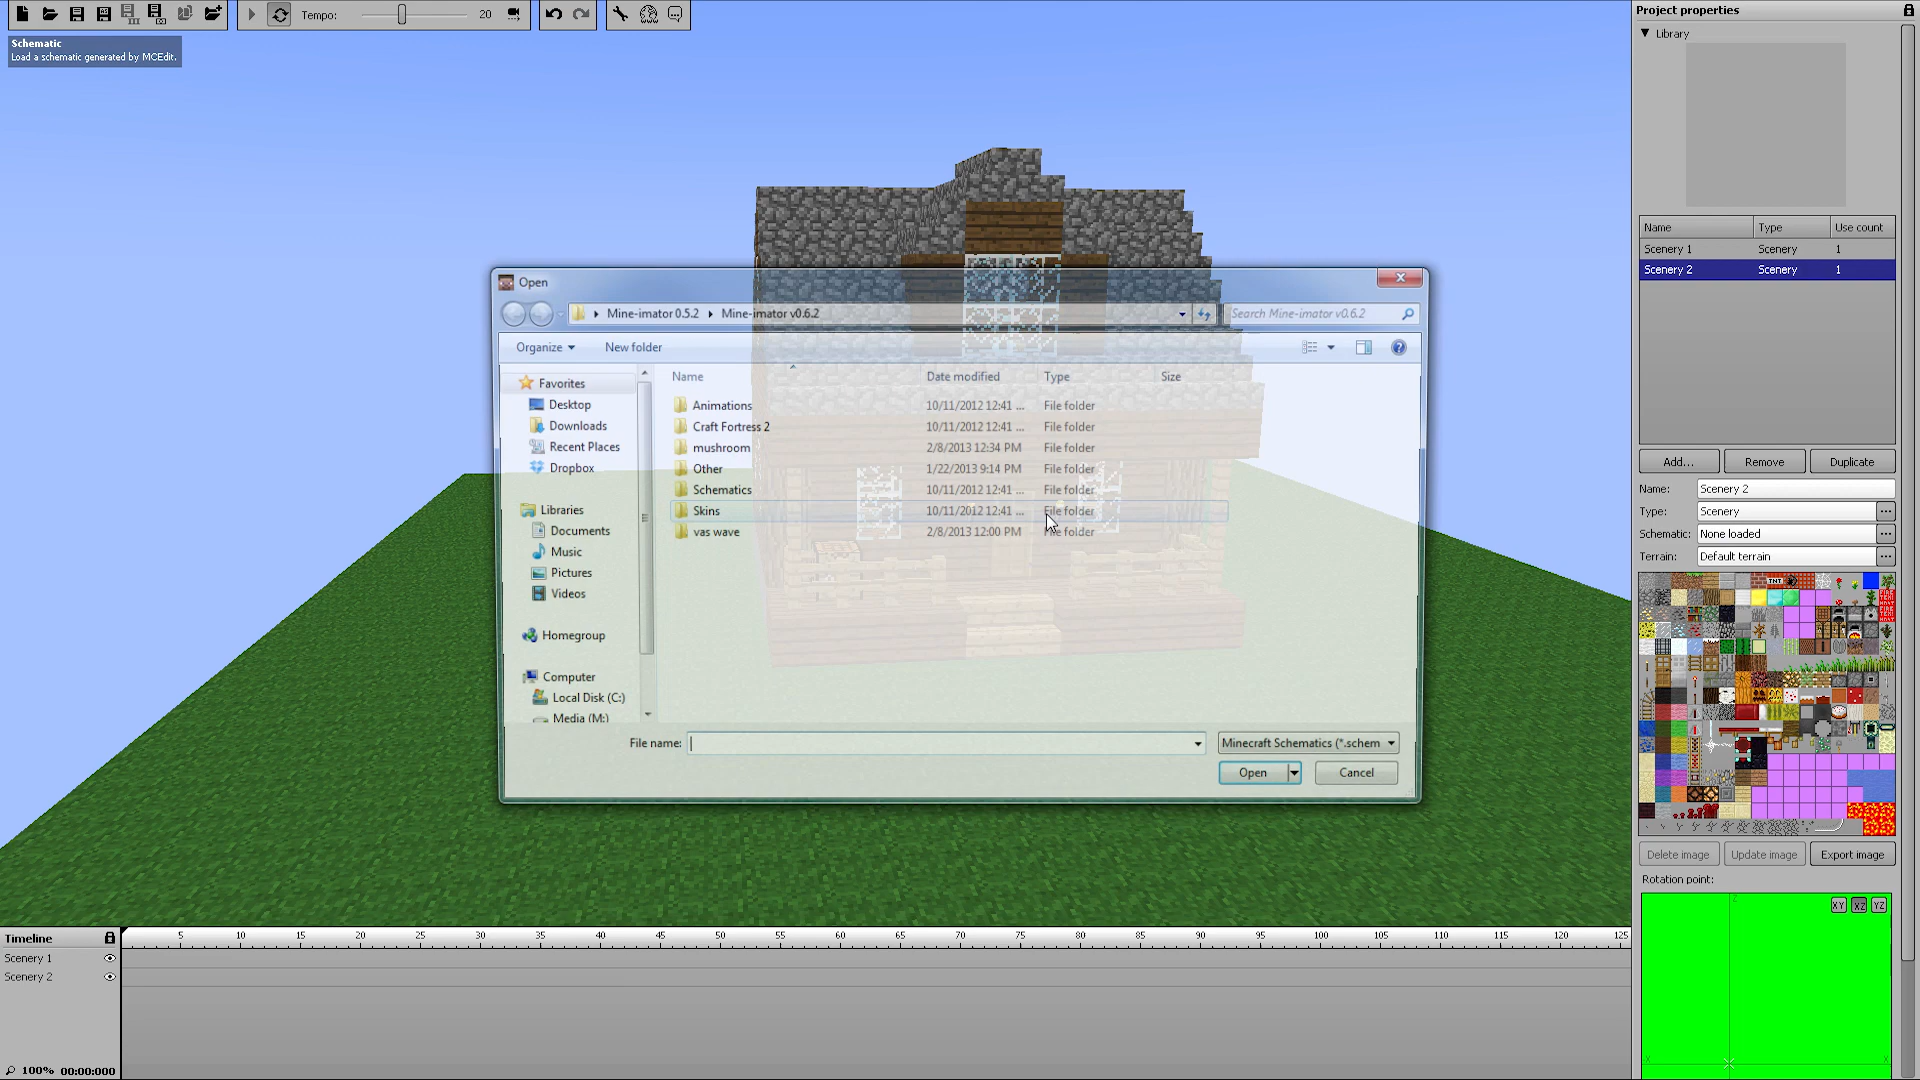 Tempo:
20
Schematic
Load a schematic generated by MCEdit.
Open
Mine-imator 0.5.2
Mine-imator v0.6.2
Search Mine-imator v0.6.2
Organize
New folder
Favorites
Desktop
Downloads
Recent Places
Dropbox
Libraries
Documents
Music
Pictures
Videos
Homegroup
Computer
Local Disk (C:)
Media (M:)
Name
Date modified
Type
Size
Animations
10/11/2012 12:41 ...
File folder
Craft Fortress 2
10/11/2012 12:41 ...
File folder
mushroom
2/8/2013 12:34 PM
File folder
Other
1/22/2013 9:14 PM
File folder
Schematics
10/11/2012 12:41 ...
File folder
Skins
10/11/2012 12:41 ...
File folder
vas wave
2/8/2013 12:00 PM
File folder
File name:
Minecraft Schematics (*.schem
Open
Cancel
Project properties
Library
Name
Type
Use count
Scenery 1
Scenery
1
Scenery 2
Scenery
1
Add...
Remove
Duplicate
Name:
Scenery 2
Type:
Scenery
Schematic:
None loaded
Terrain:
Default terrain
TNT
Delete image
Update image
Export image
Rotation point:
XY
XZ
YZ
Z
X
X
Timeline
5 10 15 20 25 30 35 40 45 50 55 60 65 70 75 80 85 90 95 100 105 110 115 120 125
Scenery 1
Scenery 2
100%
00:00:000